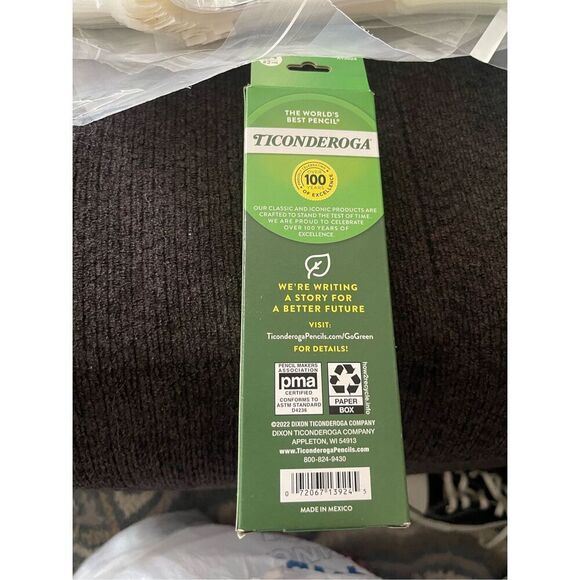 THE WORLD'S
BEST PENCIL®
TICONDEROGA®
CELEBRATING
OVER
100
YEARS
OF EXCELLENCE
OUR CLASSIC AND ICONIC PRODUCTS ARE
CRAFTED TO STAND THE TEST OF TIME.
WE ARE PROUD TO CELEBRATE
OVER 100 YEARS OF
EXCELLENCE.
WE'RE WRITING
A STORY FOR
A BETTER FUTURE
VISIT:
TiconderogaPencils.com/GoGreen
FOR DETAILS!
PENCIL MAKERS
ASSOCIATION
pma
CERTIFIED
CONFORMS TO
ASTM STANDARD
D4236
PAPER
BOX
how2recycle.info
©2022 DIXON TICONDEROGA COMPANY
DIXON TICONDEROGA COMPANY
APPLETON, WI 54913
www.TiconderogaPencils.com
800-824-9430
0 72067 13924 5
MADE IN MEXICO